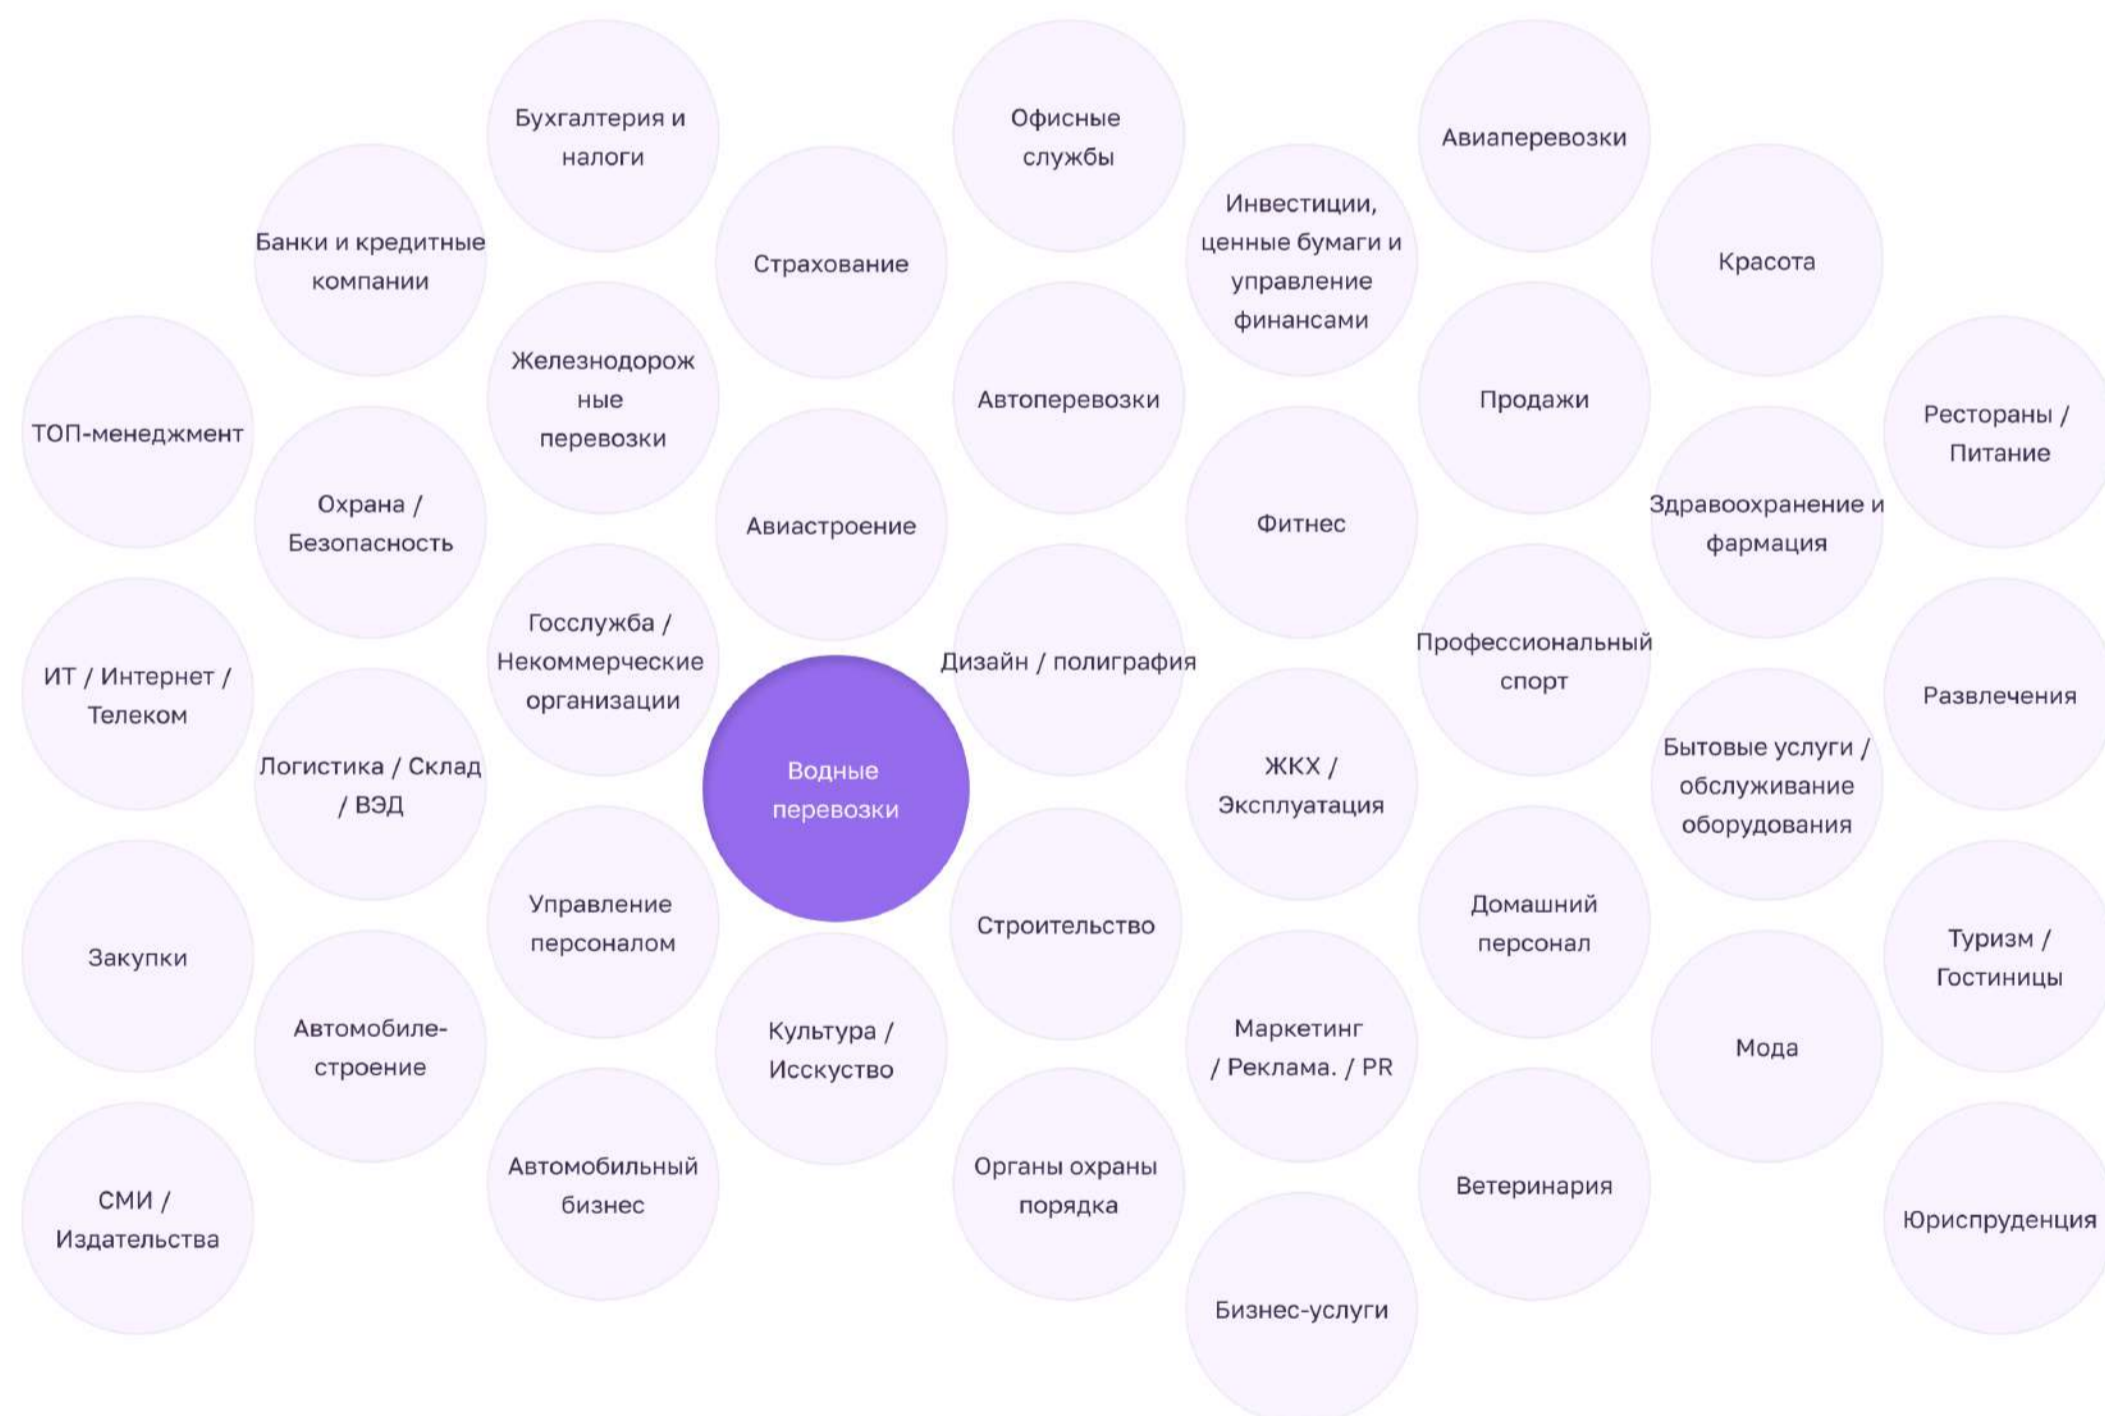 Бухгалтерия и
налоги
Офисные
службы
Авиаперевозки
Банки и кредитные
компании
Страхование
Инвестиции,
ценные бумаги и
управление
финансами
Красота
Железнодорож
ные
перевозки
Автоперевозки
Продажи
ТОП-менеджмент
Рестораны /
Питание
Охрана /
Безопасность
Авиастроение
Фитнес
Здравоохранение и
фармация
Госслужба /
Некоммерческие
организации
Дизайн / полиграфия
Профессиональный
спорт
ИТ / Интернет /
Телеком
Развлечения
Логистика / Склад
/ ВЭД
Водные
перевозки
ЖКХ /
Эксплуатация
Бытовые услуги /
обслуживание
оборудования
Управление
персоналом
Строительство
Домашний
персонал
Закупки
Туризм /
Гостиницы
Автомобиле-
строение
Культура /
Исскуство
Маркетинг
/ Реклама. / PR
Мода
Автомобильный
бизнес
Органы охраны
порядка
Ветеринария
СМИ /
Издательства
Юриспруденция
Бизнес-услуги